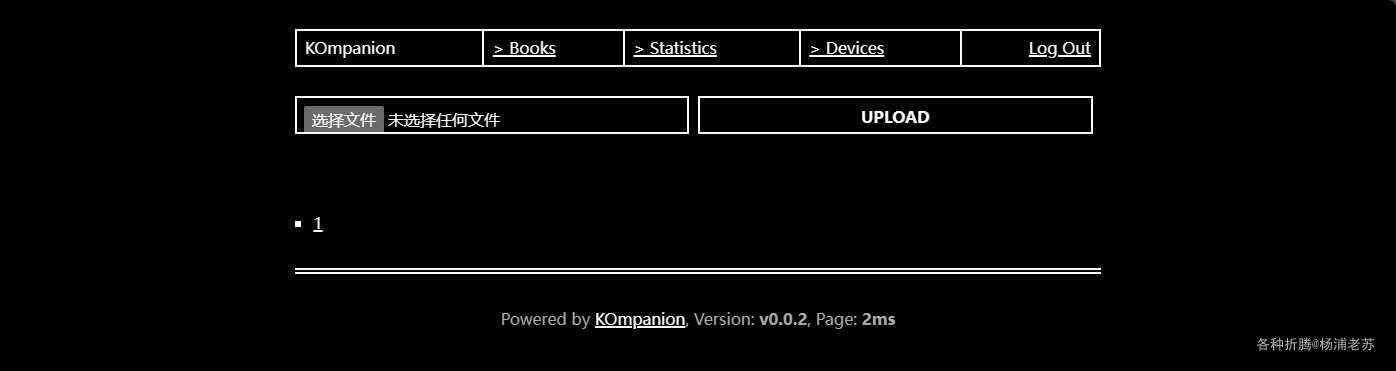 KOmpanion > Books > Statistics > Devices Log Out
选择文件 未选择任何文件 UPLOAD
1
Powered by KOmpanion, Version: v0.0.2, Page: 2ms
各种折腾@杨浦老苏